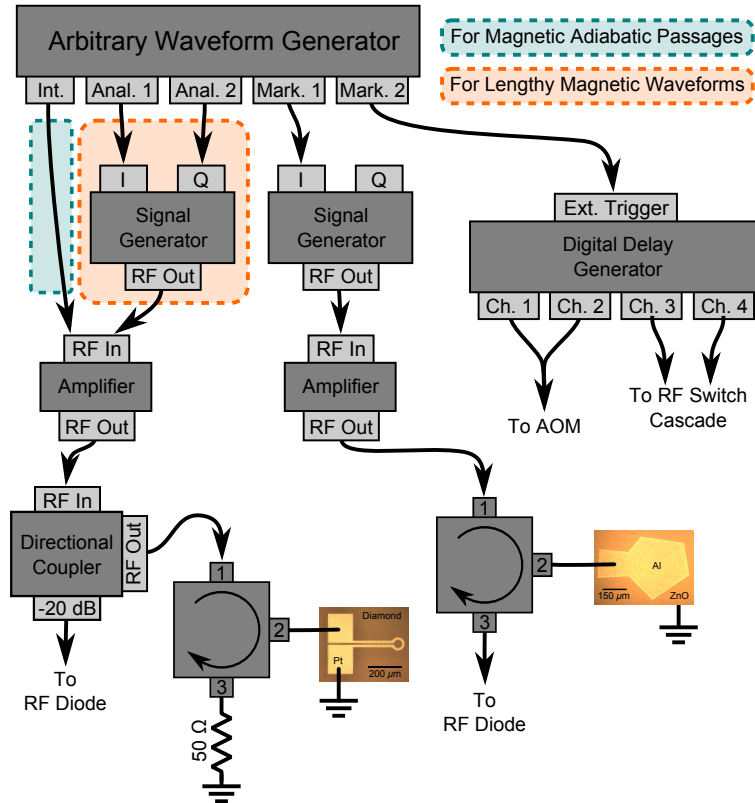 Arbitrary Waveform Generator
For Magnetic Adiabatic Passages
For Lengthy Magnetic Waveforms
Int.
Anal. 1
Anal. 2
Mark. 1
Mark. 2
I
Q
Signal
Generator
RF Out
I
Q
Signal
Generator
RF Out
Ext. Trigger
Digital Delay
Generator
Ch. 1
Ch. 2
Ch. 3
Ch. 4
To AOM
To RF Switch
Cascade
RF In
Amplifier
RF Out
RF In
Amplifier
RF Out
RF In
Directional
Coupler
RF Out
-20 dB
To
RF Diode
1
2
3
50 Ω
Diamond
Pt
200 µm
1
2
3
To
RF Diode
Al
150 µm
ZnO